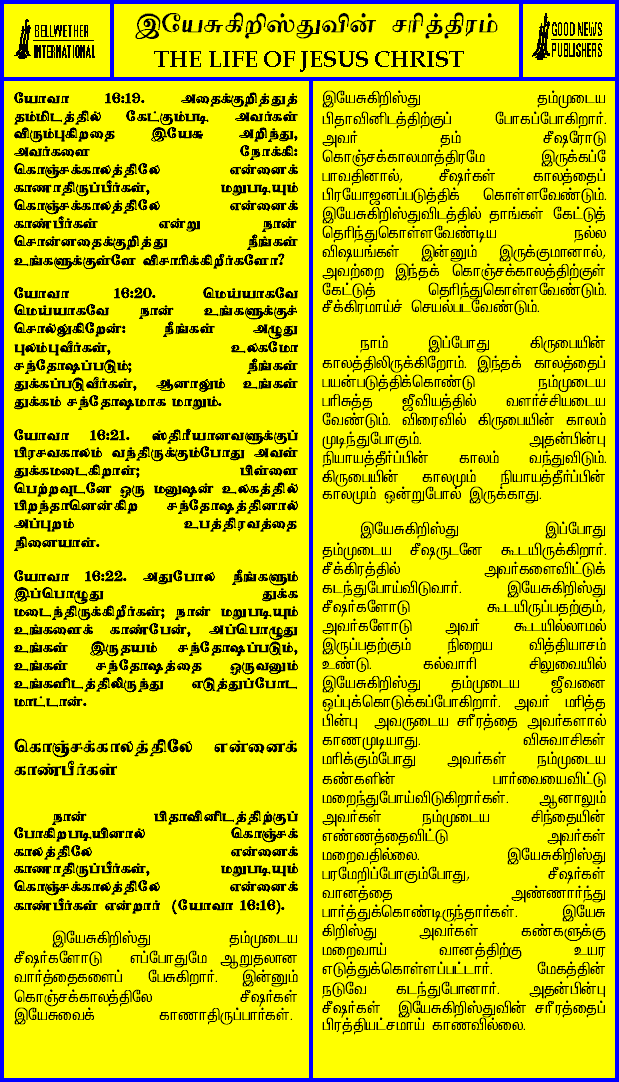 BELLWETHER
INTERNATIONAL
இயேசுகிறிஸ்துவின் சரித்திரம்
THE LIFE OF JESUS CHRIST
GOOD NEWS
PUBLISHERS
யோவா 16:19. அதைக்குறித்துத்
தம்மிடத்தில் கேட்கும்படி அவர்கள்
விரும்புகிறதை இயேசு அறிந்து,
அவர்களை நோக்கி:
கொஞ்சக்காலத்திலே என்னைக்
காணாதிருப்பீர்கள், மறுபடியும்
கொஞ்சக்காலத்திலே என்னைக்
காண்பீர்கள் என்று நான்
சொன்னதைக்குறித்து நீங்கள்
உங்களுக்குள்ளே விசாரிக்கிறீர்களோ?
யோவா 16:20. மெய்யாகவே
மெய்யாகவே நான் உங்களுக்குச்
சொல்லுகிறேன்: நீங்கள் அழுது
புலம்புவீர்கள், உலகமோ
சந்தோஷப்படும்; நீங்கள்
துக்கப்படுவீர்கள், ஆனாலும் உங்கள்
துக்கம் சந்தோஷமாக மாறும்.
யோவா 16:21. ஸ்திரீயானவளுக்குப்
பிரசவகாலம் வந்திருக்கும்போது அவள்
துக்கமடைகிறாள்; பிள்ளை
பெற்றவுடனே ஒரு மனுஷன் உலகத்தில்
பிறந்தானென்கிற சந்தோஷத்தினால்
அப்புறம் உபத்திரவத்தை
நினையாள்.
யோவா 16:22. அதுபோல நீங்களும்
இப்பொழுது துக்க
மடைந்திருக்கிறீர்கள்; நான் மறுபடியும்
உங்களைக் காண்பேன், அப்பொழுது
உங்கள் இருதயம் சந்தோஷப்படும்,
உங்கள் சந்தோஷத்தை ஒருவனும்
உங்களிடத்திலிருந்து எடுத்துப்போட
மாட்டான்.
கொஞ்சக்காலத்திலே என்னைக்
காண்பீர்கள்
நான் பிதாவினிடத்திற்குப்
போகிறபடியினால் கொஞ்சக்
காலத்திலே என்னைக்
காணாதிருப்பீர்கள், மறுபடியும்
கொஞ்சக்காலத்திலே என்னைக்
காண்பீர்கள் என்றார் (யோவா 16:16).
இயேசுகிறிஸ்து தம்முடைய
சீஷர்களோடு எப்போதுமே ஆறுதலான
வார்த்தைகளைப் பேசுகிறார். இன்னும்
கொஞ்சக்காலத்திலே சீஷர்கள்
இயேசுவைக் காணாதிருப்பார்கள்.
இயேசுகிறிஸ்து தம்முடைய
பிதாவினிடத்திற்குப் போகப்போகிறார்.
அவர் தம் சீஷரோடு
கொஞ்சக்காலமாத்திரமே இருக்கப்பே
பாவதினால், சீஷர்கள் காலத்தைப்
பிரயோஜனப்படுத்திக் கொள்ளவேண்டும்.
இயேசுகிறிஸ்துவிடத்தில் தாங்கள் கேட்டுத்
தெரிந்துகொள்ளவேண்டிய நல்ல
விஷயங்கள் இன்னும் இருக்குமானால்,
அவற்றை இந்தக் கொஞ்சக்காலத்திற்குள்
கேட்டுத் தெரிந்துகொள்ளவேண்டும்.
சீக்கிரமாய்ச் செயல்படவேண்டும்.
நாம் இப்போது கிருபையின்
காலத்திலிருக்கிறோம். இந்தக் காலத்தைப்
பயன்படுத்திக்கொண்டு நம்முடைய
பரிசுத்த ஜீவியத்தில் வளர்ச்சியடைய
வேண்டும். விரைவில் கிருபையின் காலம்
முடிந்துபோகும். அதன்பின்பு
நியாயத்தீர்ப்பின் காலம் வந்துவிடும்.
கிருபையின் காலமும் நியாயத்தீர்ப்பின்
காலமும் ஒன்றுபோல் இருக்காது.
இயேசுகிறிஸ்து இப்போது
தம்முடைய சீஷருடனே கூடயிருக்கிறார்.
சீக்கிரத்தில் அவர்களைவிட்டுக்
கடந்துபோய்விடுவார். இயேசுகிறிஸ்து
சீஷர்களோடு கூடயிருப்பதற்கும்,
அவர்களோடு அவர் கூடயில்லாமல்
இருப்பதற்கும் நிறைய வித்தியாசம்
உண்டு. கல்வாரி சிலுவையில்
இயேசுகிறிஸ்து தம்முடைய ஜீவனை
ஒப்புக்கொடுக்கப்போகிறார். அவர் மரித்த
பின்பு அவருடைய சரீரத்தை அவர்களால்
காணமுடியாது. விசுவாசிகள்
மரிக்கும்போது அவர்கள் நம்முடைய
கண்களின் பார்வையைவிட்டு
மறைந்துபோய்விடுகிறார்கள். ஆனாலும்
அவர்கள் நம்முடைய சிந்தையின்
எண்ணத்தைவிட்டு அவர்கள்
மறைவதில்லை. இயேசுகிறிஸ்து
பரமேறிப்போகும்போது, சீஷர்கள்
வானத்தை அண்ணார்ந்து
பார்த்துக்கொண்டிருந்தார்கள். இயேசு
கிறிஸ்து அவர்கள் கண்களுக்கு
மறைவாய் வானத்திற்கு உயர
எடுத்துக்கொள்ளப்பட்டார். மேகத்தின்
நடுவே கடந்துபோனார். அதன்பின்பு
சீஷர்கள் இயேசுகிறிஸ்துவின் சரீரத்தைப்
பிரத்தியட்சமாய் காணவில்லை.